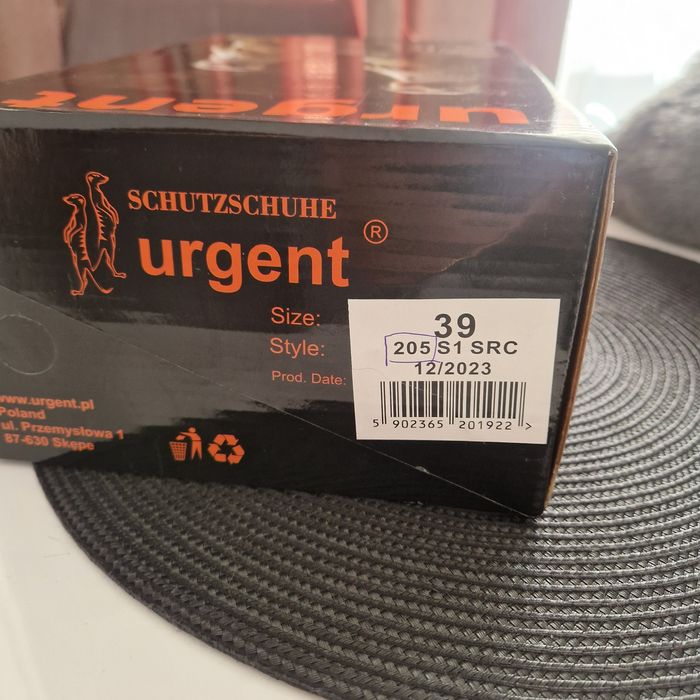 urgent
SCHUTZSCHUHE
urgent ®
Size: 39
Style: 205 S1 SRC
Prod. Date: 12/2023
5 902365 201922 >
www.urgent.pl
Poland
ul. Przemysłowa 1
87-630 Skępe